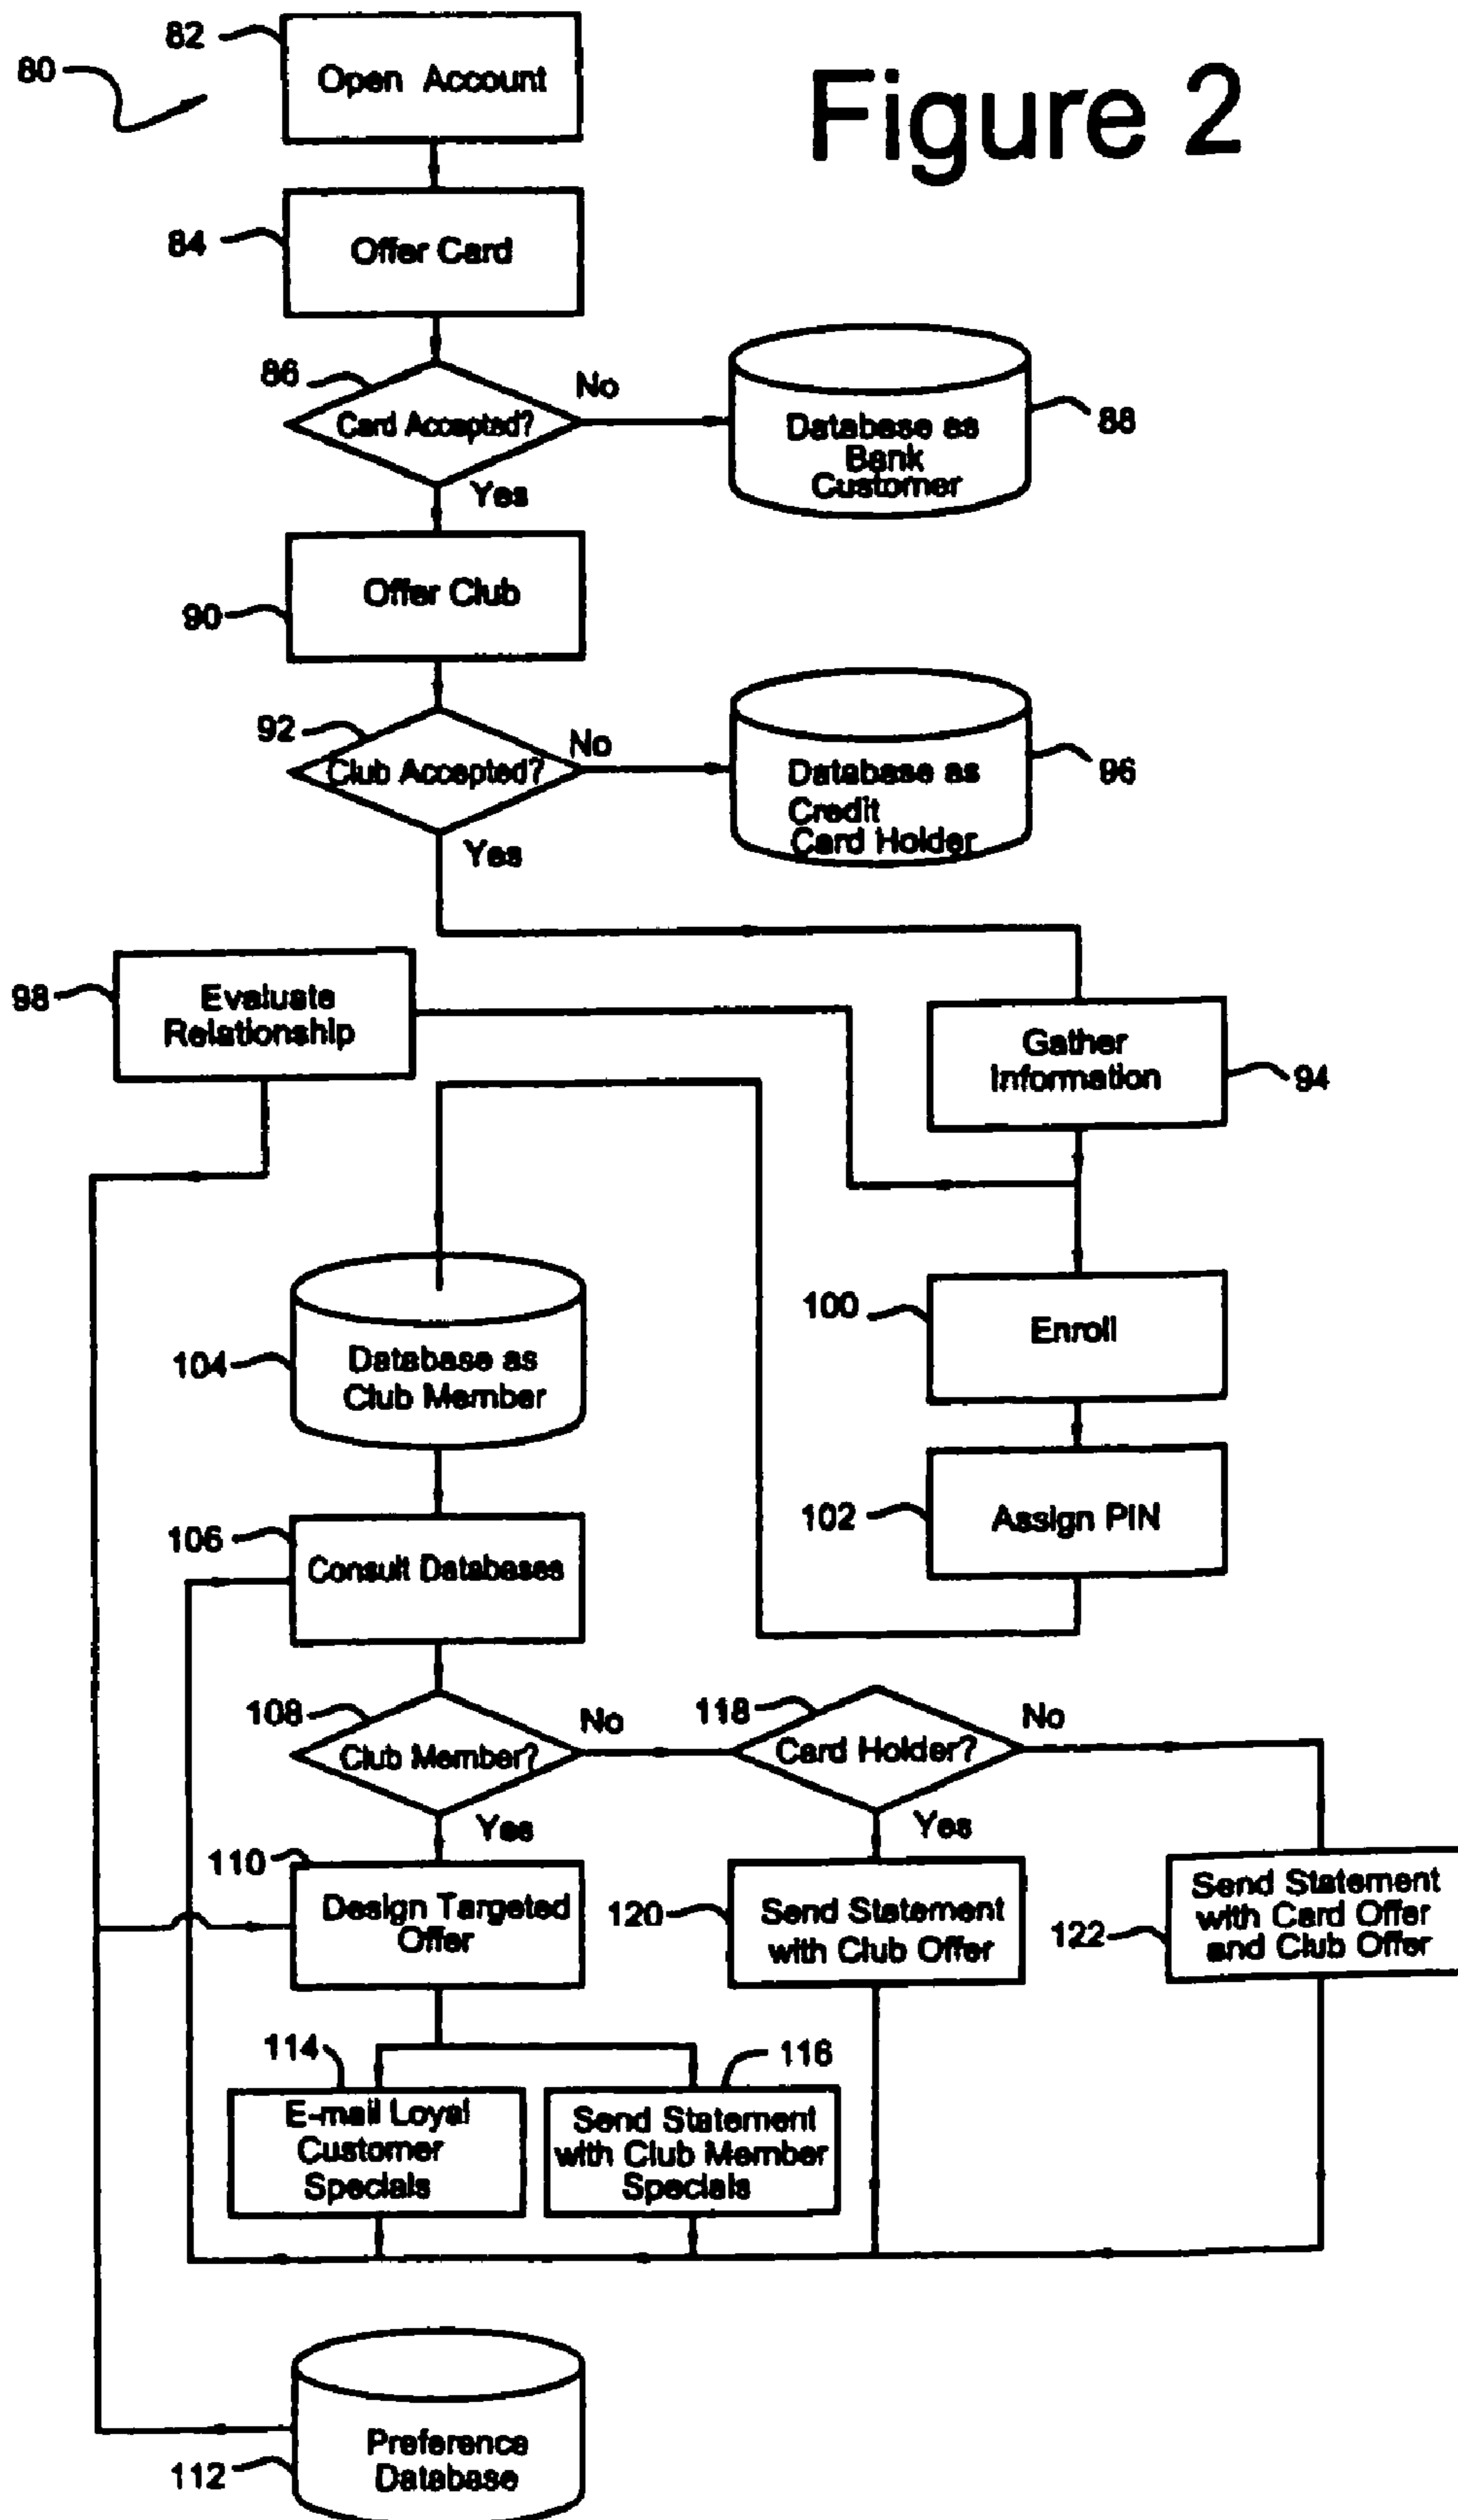 Figure 2
80
82
Open Account
84
Offer Card
86
Card Accepted?
No
Yes
Database as
Bank
Customer
88
Offer Club
90
92
Club Accepted?
No
Yes
Database as
Credit
Card Holder
96
98
Evaluate
Relationship
Gather
Information
94
100
Enroll
104
Database as
Club Member
102
Assign PIN
106
Consult Databases
108
Club Member?
No
Yes
118
Card Holder?
No
Yes
110
Design Targeted
Offer
120
Send Statement
with Club Offer
122
Send Statement
with Card Offer
and Club Offer
114
E-mail Loyal
Customer
Specials
116
Send Statement
with Club Member
Specials
112
Preference
Database